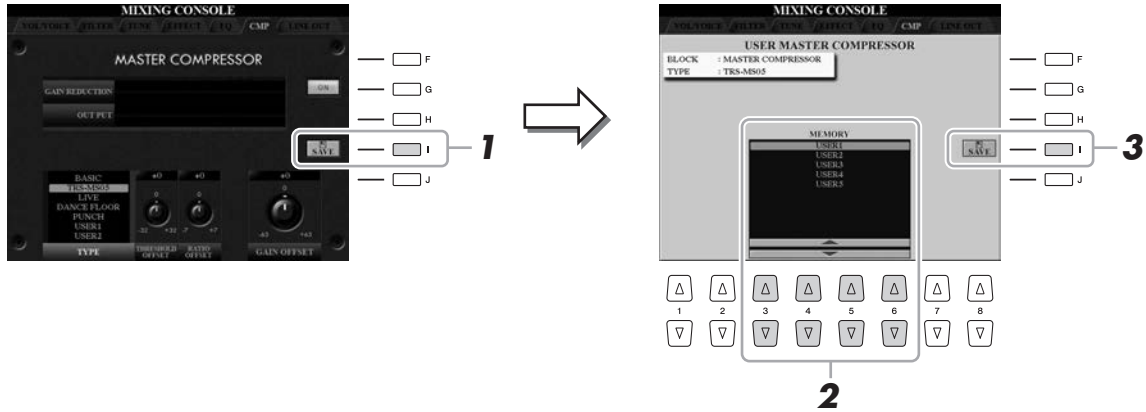 MIXING CONSOLE
VOL/VOICE FILTER TUNE EFFECT EQ CMP LINE OUT
MASTER COMPRESSOR
GAIN REDUCTION
OUTPUT
ON
SAVE
BASIC
TRS-MS05
LIVE
DANCE FLOOR
PUNCH
USER1
USER2
TYPE
±0
0
-32 +32
THRESHOLD OFFSET
±0
0
-7 +7
RATIO OFFSET
±0
0
-63 +63
GAIN OFFSET
F
G
H
I
J
1
MIXING CONSOLE
VOL/VOICE FILTER TUNE EFFECT EQ CMP LINE OUT
USER MASTER COMPRESSOR
BLOCK : MASTER COMPRESSOR
TYPE : TRS-MS05
MEMORY
USER1
USER2
USER3
USER4
USER5
SAVE
F
G
H
I
J
3
1 2 3 4 5 6 7 8
2